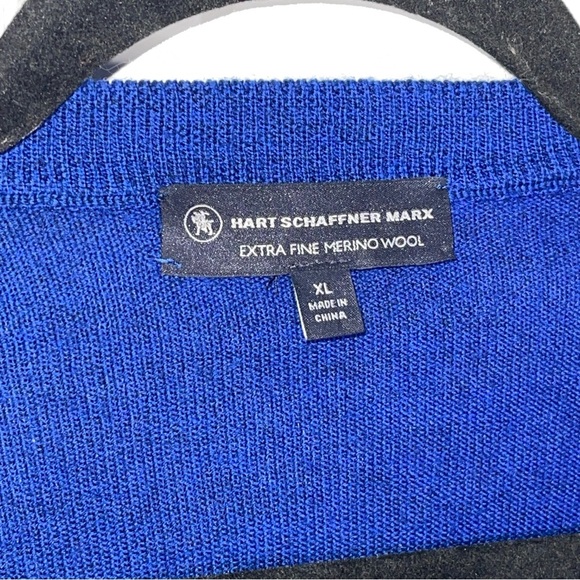 HART SCHAFFNER MARX
EXTRA FINE MERINO WOOL
XL
MADE IN
CHINA